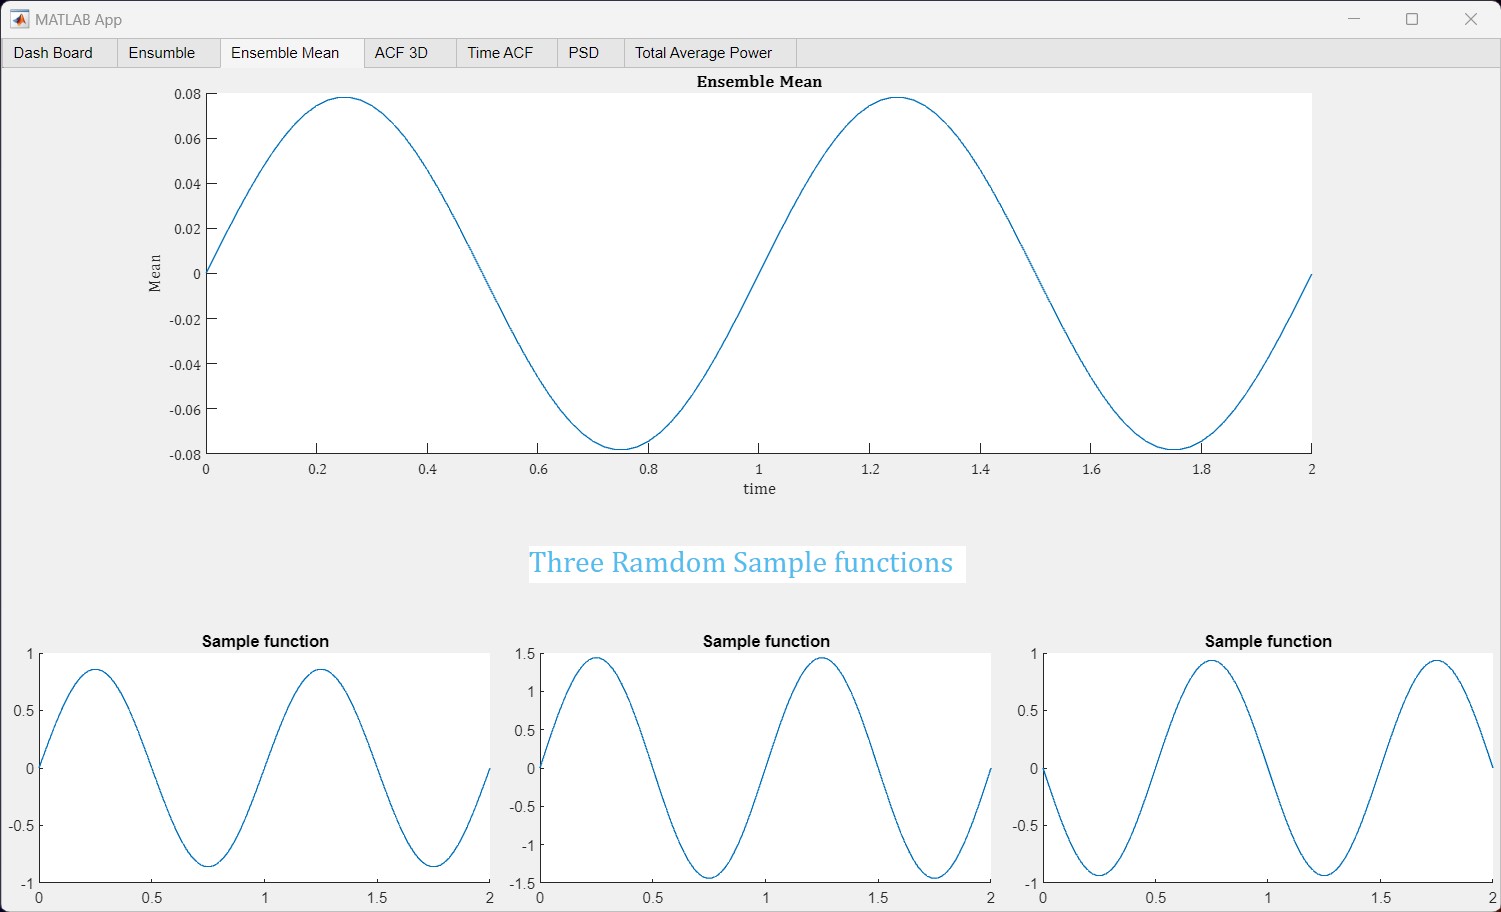 MATLAB App
Dash Board Ensumble Ensemble Mean ACF 3D Time ACF PSD Total Average Power
Ensemble Mean
0.08
0.06
0.04
0.02
0
-0.02
-0.04
-0.06
-0.08
Mean
0 0.2 0.4 0.6 0.8 1 1.2 1.4 1.6 1.8 2
time
Three Ramdom Sample functions
Sample function
1
0.5
0
-0.5
-1
0 0.5 1 1.5 2
Sample function
1.5
1
0.5
0
-0.5
-1
-1.5
0 0.5 1 1.5 2
Sample function
1
0.5
0
-0.5
-1
0 0.5 1 1.5 2